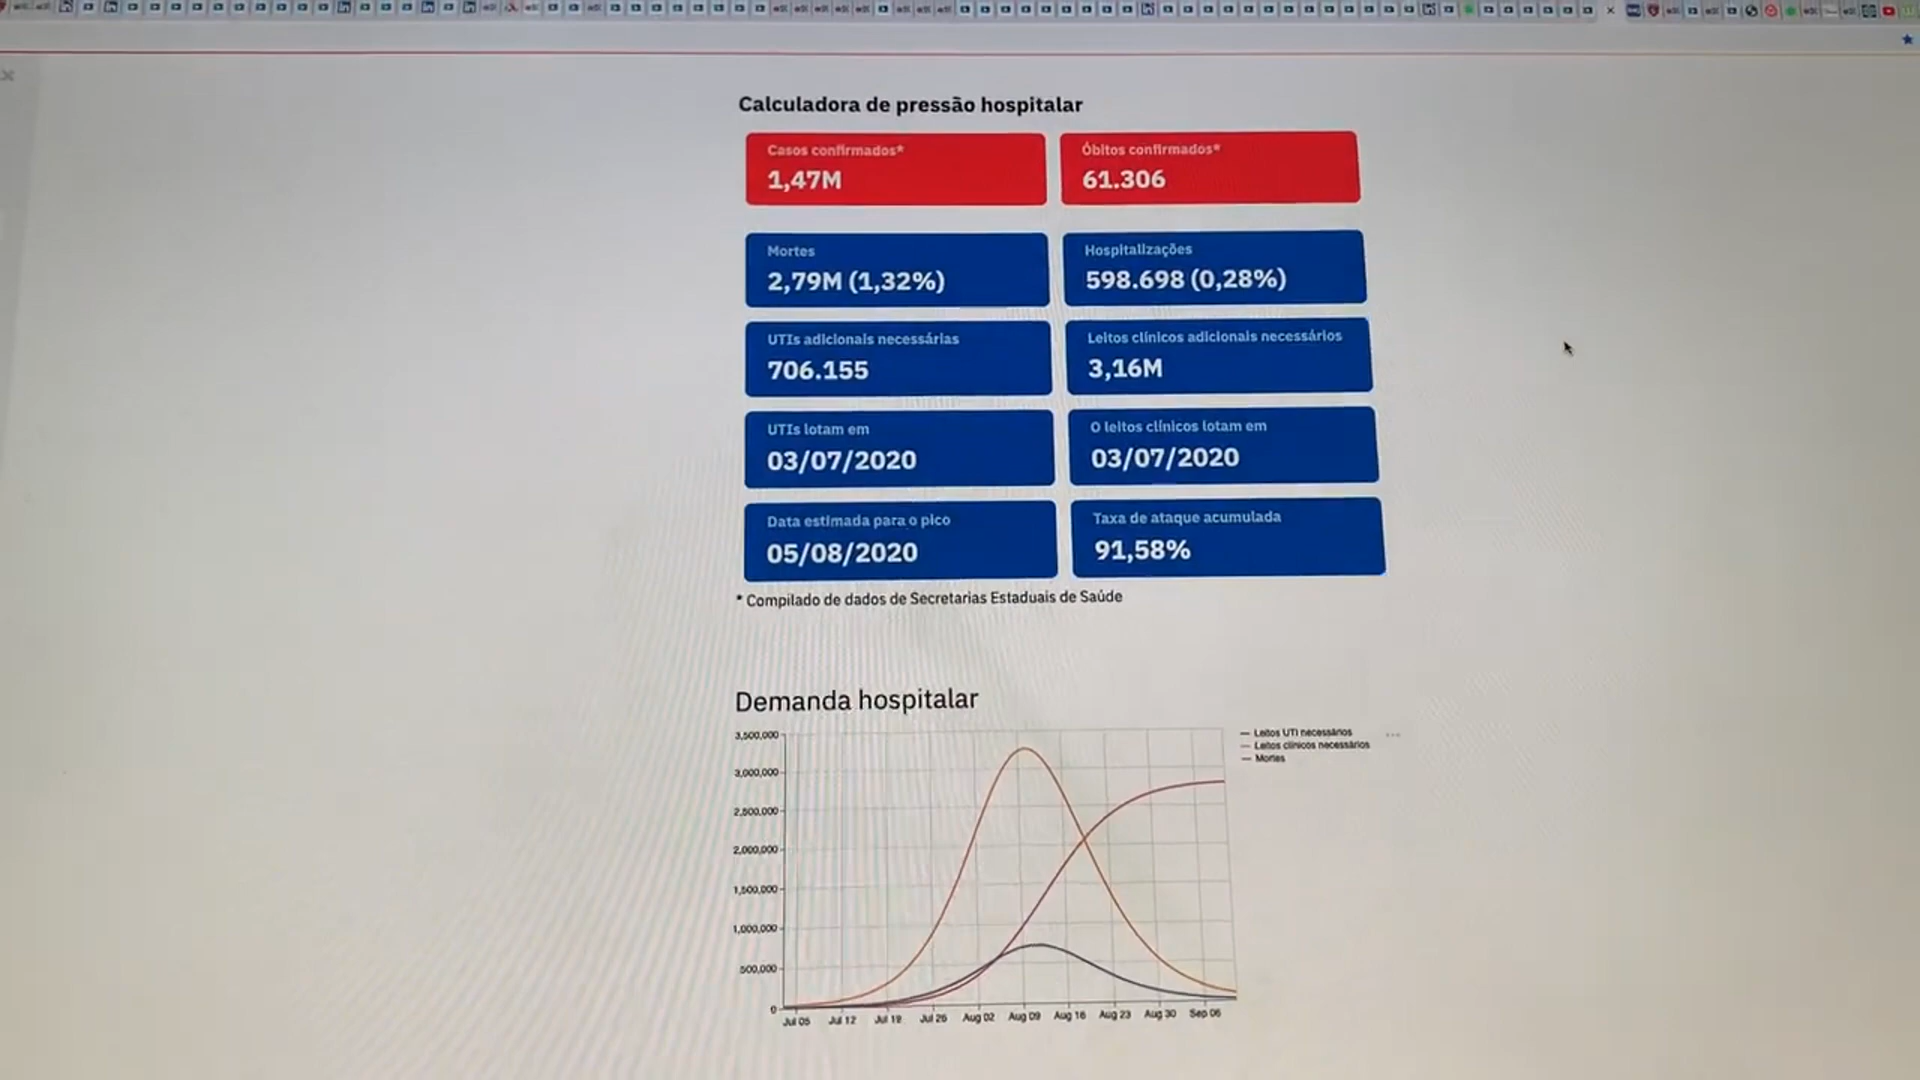 Calculadora de pressão hospitalar
Casos confirmados*
1,47M
Óbitos confirmados*
61.306
Mortes
2,79M (1,32%)
Hospitalizações
598.698 (0,28%)
UTIs adicionais necessárias
706.155
Leitos clínicos adicionais necessários
3,16M
UTIs lotam em
03/07/2020
O leitos clínicos lotam em
03/07/2020
Data estimada para o pico
05/08/2020
Taxa de ataque acumulada
91,58%
* Compilado de dados de Secretarias Estaduais de Saúde
Demanda hospitalar
3,500,000
3,000,000
2,500,000
2,000,000
1,500,000
1,000,000
500,000
0
Jul 05 Jul 12 Jul 19 Jul 26 Aug 02 Aug 09 Aug 16 Aug 23 Aug 30 Sep 06
Leitos UTI necessários
Leitos clínicos necessários
Mortes